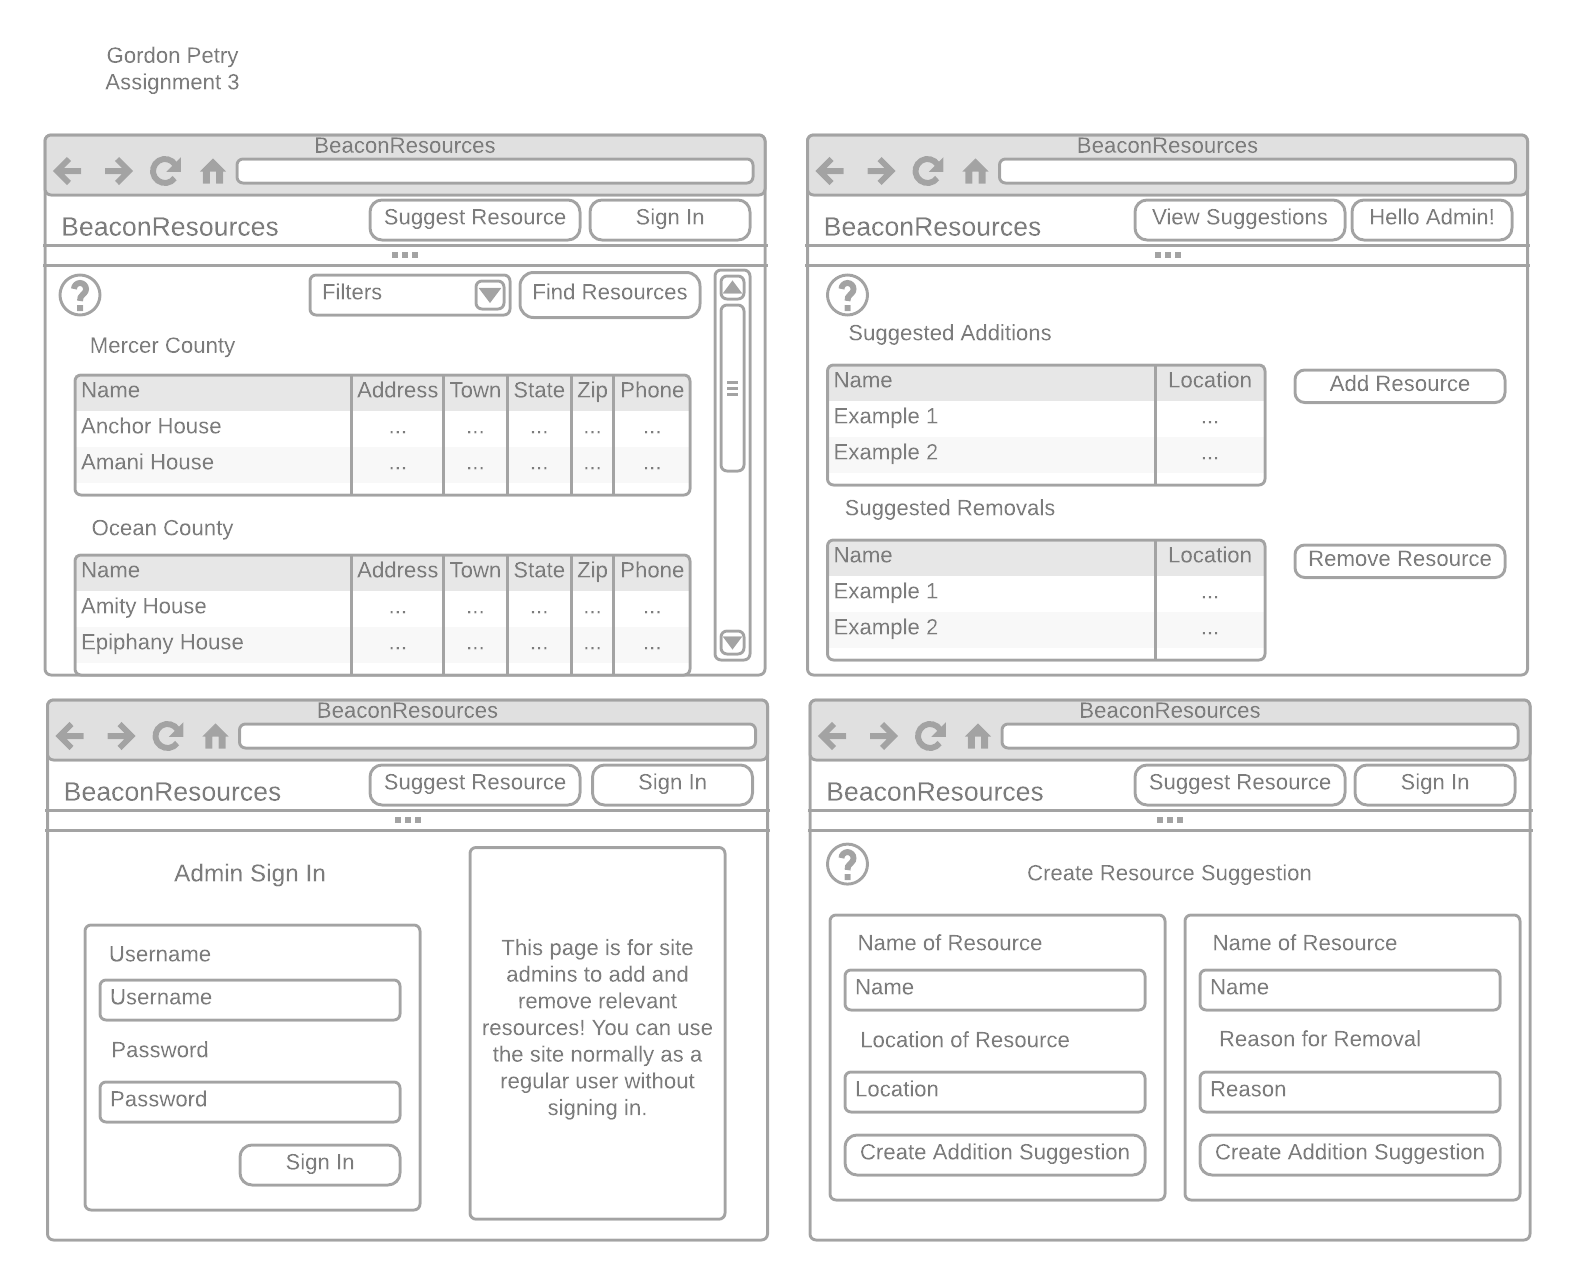 Gordon Petry
Assignment 3
BeaconResources
BeaconResources
Suggest Resource
Sign In
?
Filters
Find Resources
Mercer County
Name Address Town State Zip Phone
Anchor House ... ... ... ... ...
Amani House ... ... ... ... ...
Ocean County
Name Address Town State Zip Phone
Amity House ... ... ... ... ...
Epiphany House ... ... ... ... ...
BeaconResources
BeaconResources
View Suggestions
Hello Admin!
?
Suggested Additions
Name Location
Example 1 ...
Example 2 ...
Add Resource
Suggested Removals
Name Location
Example 1 ...
Example 2 ...
Remove Resource
BeaconResources
BeaconResources
Suggest Resource
Sign In
Admin Sign In
Username
Username
Password
Password
Sign In
This page is for site
admins to add and
remove relevant
resources! You can use
the site normally as a
regular user without
signing in.
BeaconResources
BeaconResources
Suggest Resource
Sign In
?
Create Resource Suggestion
Name of Resource
Name
Location of Resource
Location
Create Addition Suggestion
Name of Resource
Name
Reason for Removal
Reason
Create Addition Suggestion